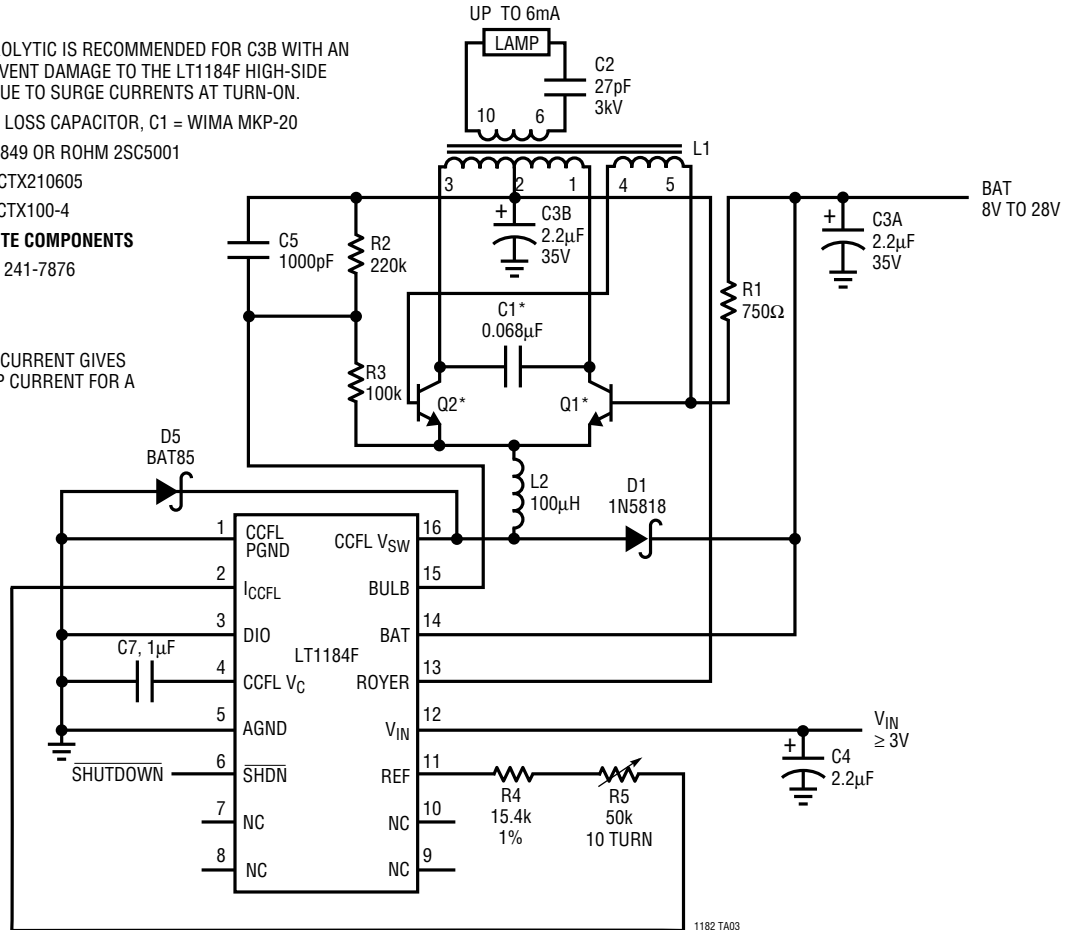 UP TO 6mA
LAMP
C2
27pF
3kV
10 6
L1
3 2 1 4 5
OLYTIC IS RECOMMENDED FOR C3B WITH AN
VENT DAMAGE TO THE LT1184F HIGH-SIDE
UE TO SURGE CURRENTS AT TURN-ON.
LOSS CAPACITOR, C1 = WIMA MKP-20
849 OR ROHM 2SC5001
CTX210605
CTX100-4
TE COMPONENTS
241-7876
CURRENT GIVES
P CURRENT FOR A
C5
1000pF
R2
220k
+ C3B
2.2µF
35V
BAT
8V TO 28V
+ C3A
2.2µF
35V
R1
750Ω
C1*
0.068µF
R3
100k
Q2*
Q1*
D5
BAT85
L2
100µH
D1
1N5818
1 CCFL
PGND
2 ICCFL
3 DIO
C7, 1µF
4 CCFL VC
5 AGND
SHUTDOWN 6 SHDN
7 NC
8 NC
LT1184F
CCFL VSW 16
BULB 15
BAT 14
ROYER 13
VIN 12
REF 11
NC 10
NC 9
VIN
≥ 3V
+ C4
2.2µF
R4
15.4k
1%
R5
50k
10 TURN
1182 TA03